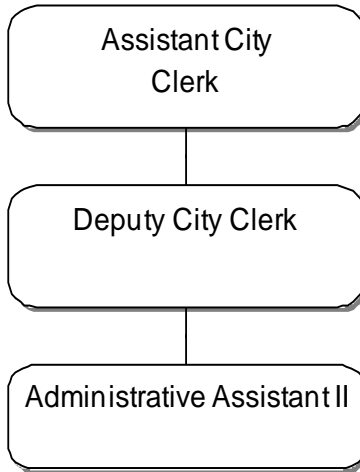 Assistant City
Clerk
Deputy City Clerk
Administrative Assistant II